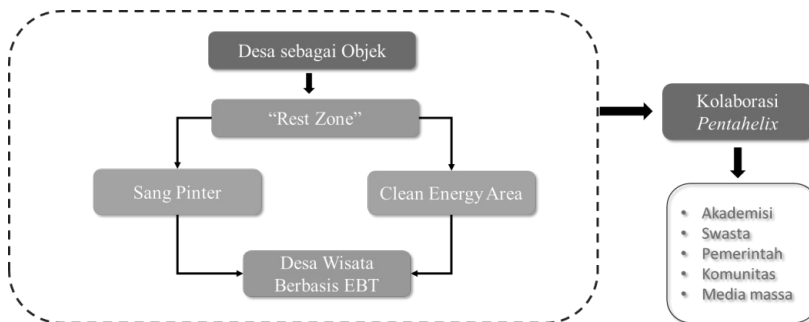 Desa sebagai Objek
“Rest Zone”
Sang Pinter
Clean Energy Area
Desa Wisata
Berbasis EBT
Kolaborasi
Pentahelix
• Akademisi
• Swasta
• Pemerintah
• Komunitas
• Media massa